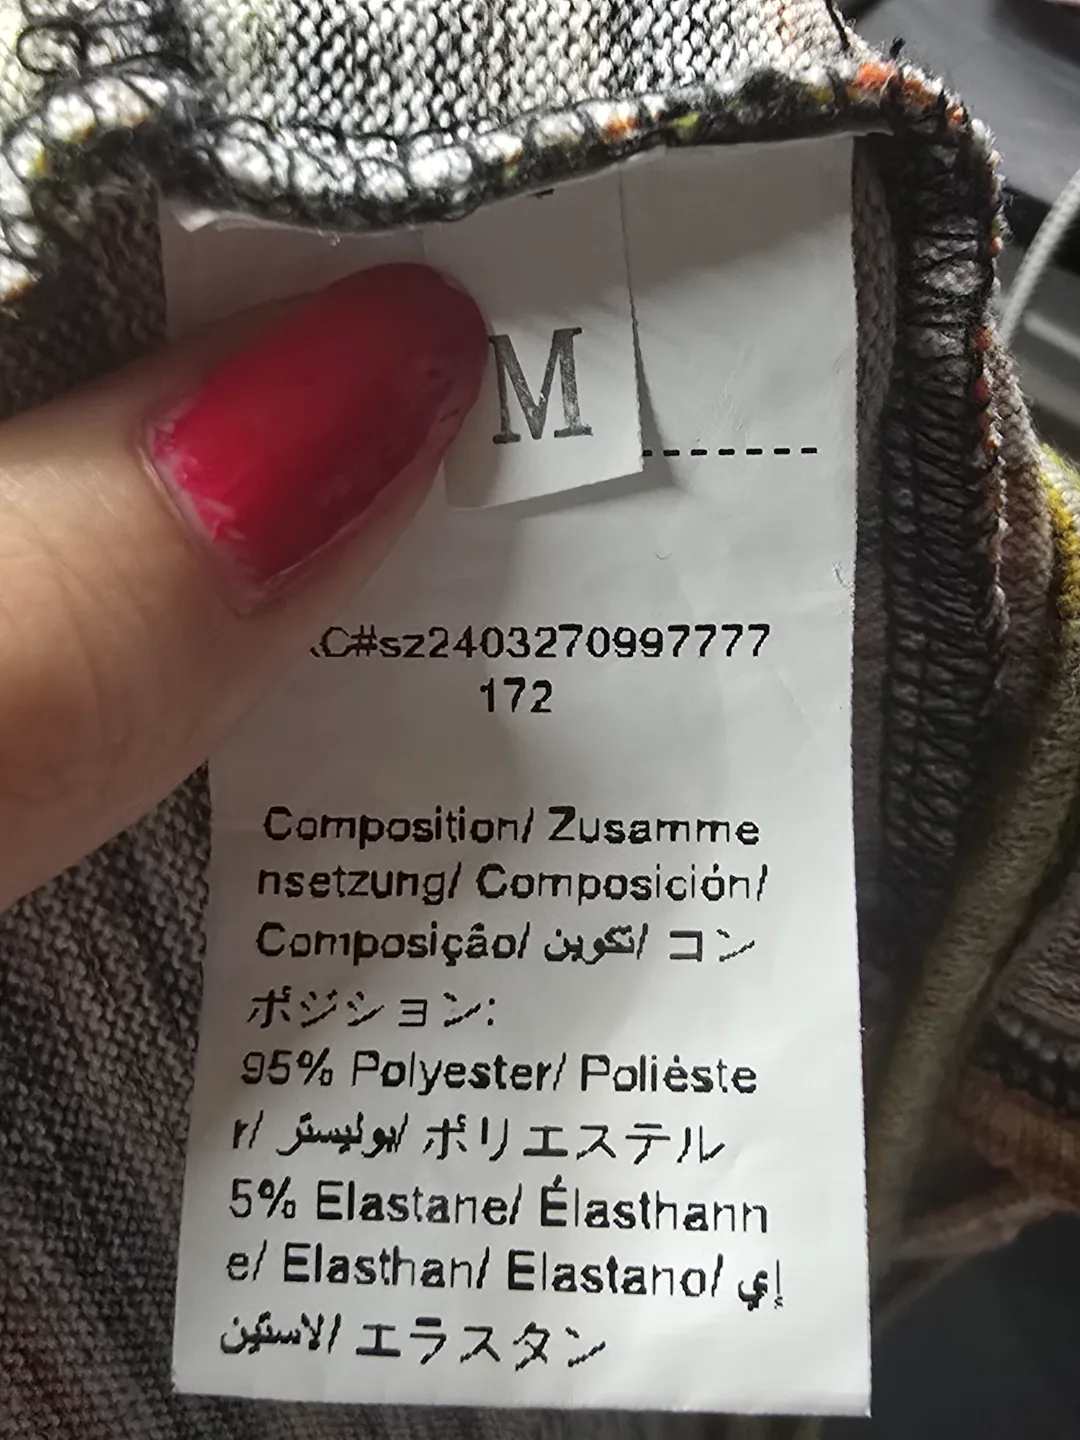 M
-------
C#sz2403270997777
172
Composition/ Zusamme
nsetzung/ Composición/
Composição/ تكوين/ コン
ポジション:
95% Polyester/ Poliéste
r/ بوليستر/ ポリエステル
5% Elastane/ Élasthann
e/ Elasthan/ Elastano/ إي
لاستين/ エラスタン